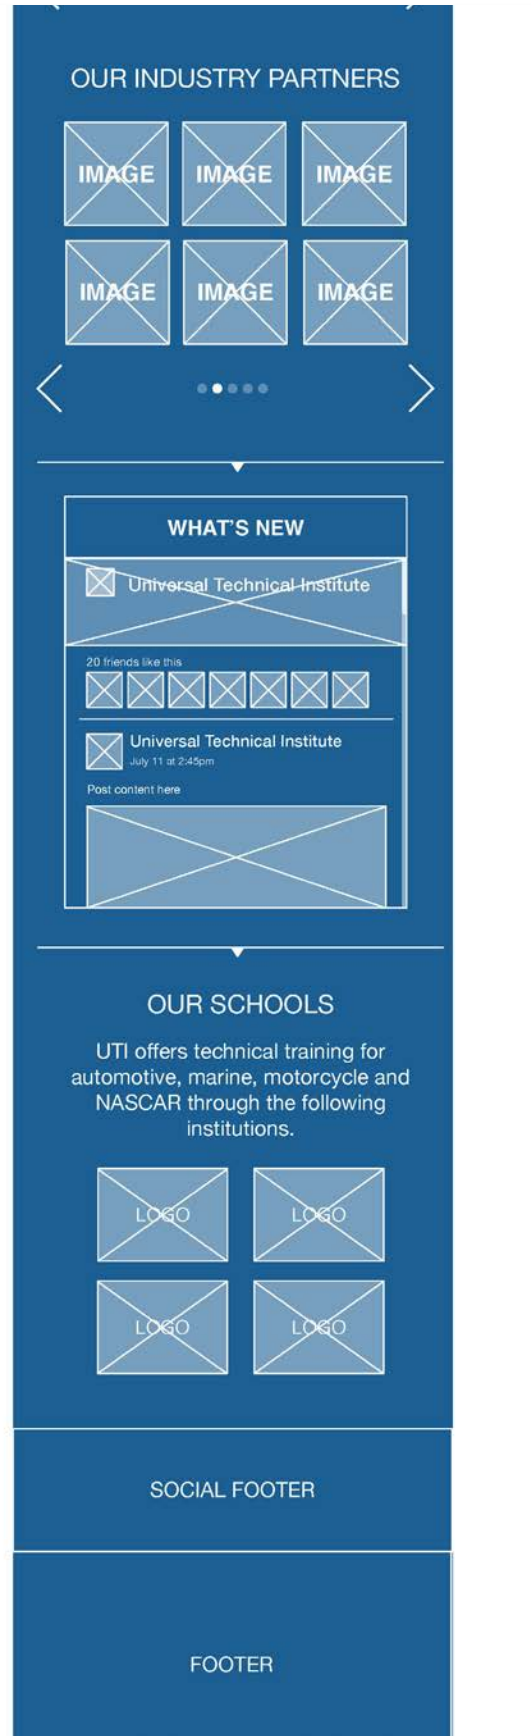 OUR INDUSTRY PARTNERS
IMAGE IMAGE IMAGE
IMAGE IMAGE IMAGE
WHAT'S NEW
Universal Technical Institute
20 friends like this
Universal Technical Institute
July 11 at 2:45pm
Post content here
OUR SCHOOLS
UTI offers technical training for
automotive, marine, motorcycle and
NASCAR through the following
institutions.
LOGO LOGO
LOGO LOGO
SOCIAL FOOTER
FOOTER